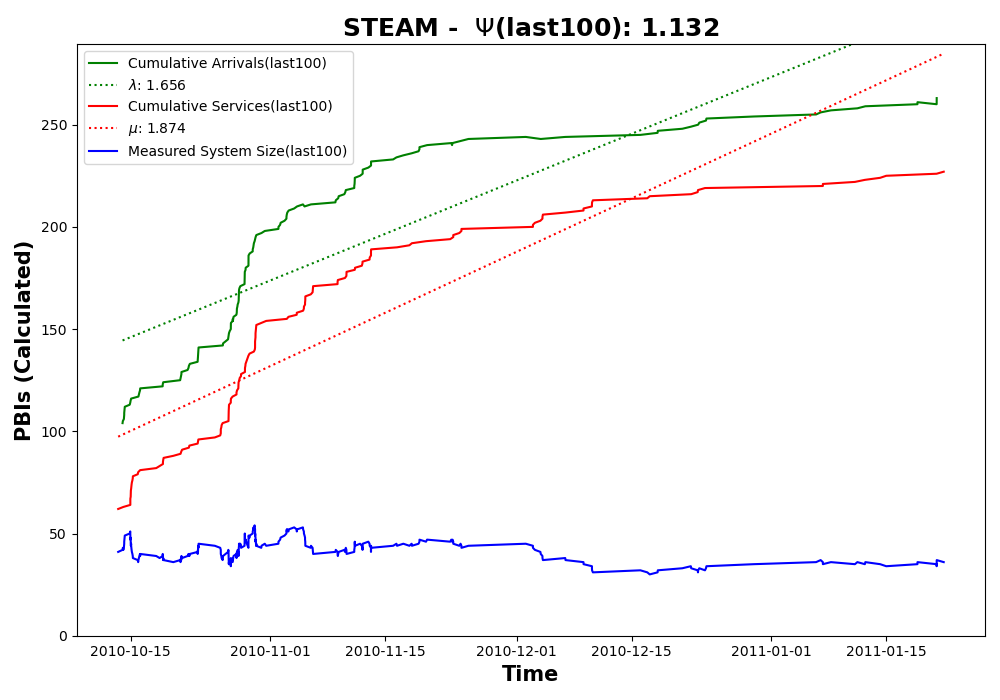 STEAM - Ψ(last100): 1.132
Cumulative Arrivals(last100)
λ: 1.656
Cumulative Services(last100)
μ: 1.874
Measured System Size(last100)
PBIs (Calculated)
250
200
150
100
50
0
2010-10-15 2010-11-01 2010-11-15 2010-12-01 2010-12-15 2011-01-01 2011-01-15
Time